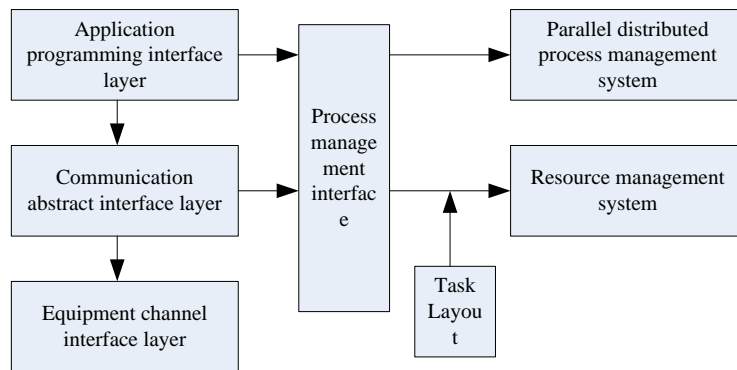 Application
programming interface
layer
Communication
abstract interface layer
Equipment channel
interface layer
Process
manage
ment
interfac
e
Parallel distributed
process management
system
Resource management
system
Task
Layou
t